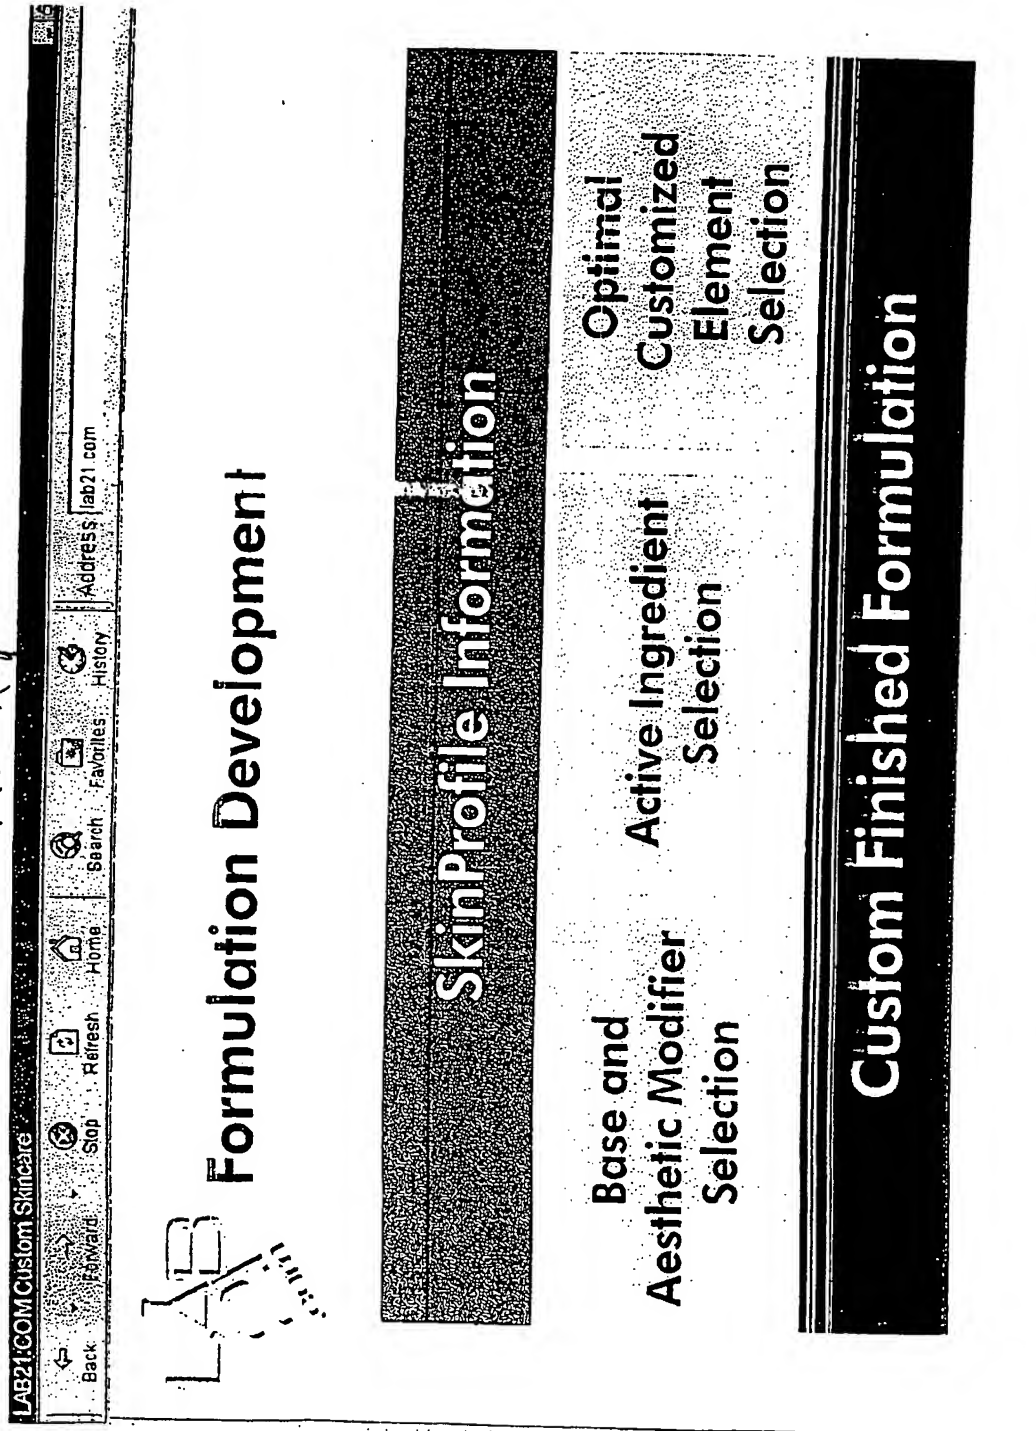 LAB21.COM Custom Skincare
Back
Forward
Stop
Refresh
Home
Search
Favorites
History
Address
lab21.com
LAB
Formulation Development
SkinProfile Information
Base and
Aesthetic Modifier
Selection
Active Ingredient
Selection
Optimal
Customized
Element
Selection
Custom Finished Formulation